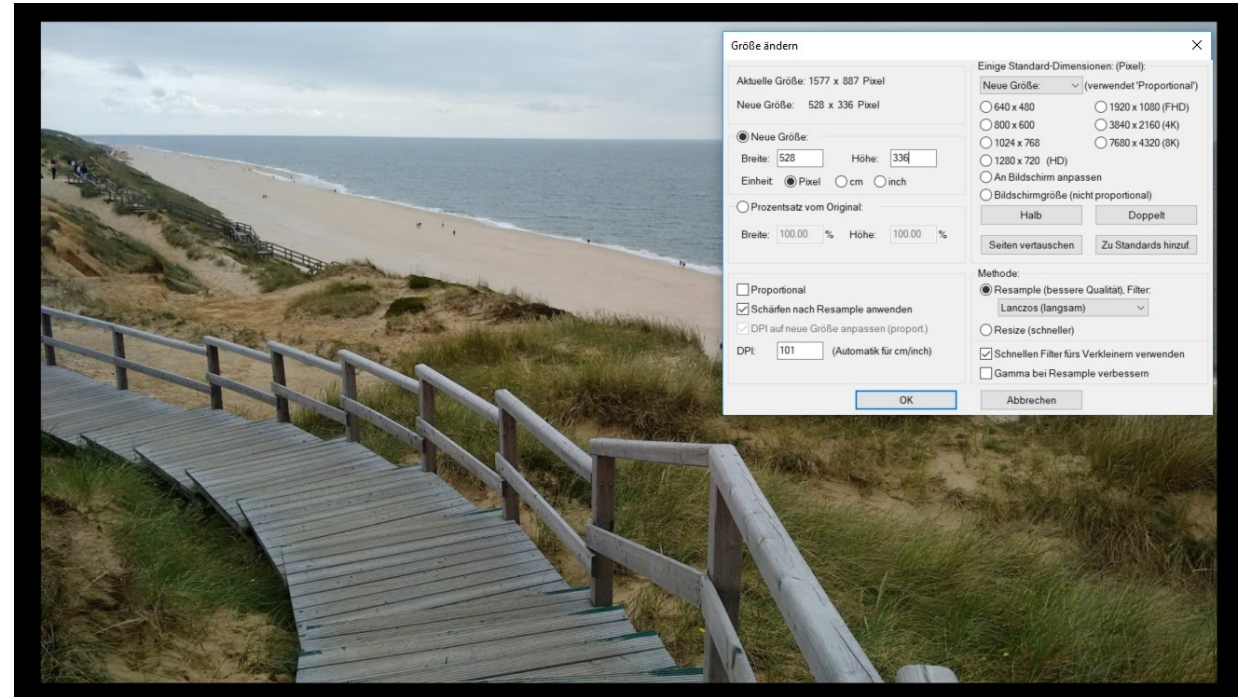 Größe ändern
Aktuelle Größe: 1577 x 887 Pixel
Neue Größe: 528 x 336 Pixel
Neue Größe:
Breite: 528 Höhe: 336
Einheit: Pixel cm inch
Prozentsatz vom Original:
Breite: 100.00 % Höhe: 100.00 %
Proportional
Schärfen nach Resample anwenden
DPI auf neue Größe anpassen (proport.)
DPI: 101 (Automatik für cm/inch)
Einige Standard-Dimensionen: (Pixel):
Neue Größe: (verwendet 'Proportional')
640 x 480 1920 x 1080 (FHD)
800 x 600 3840 x 2160 (4K)
1024 x 768 7680 x 4320 (8K)
1280 x 720 (HD)
An Bildschirm anpassen
Bildschirmgröße (nicht proportional)
Halb Doppelt
Seiten vertauschen Zu Standards hinzuf.
Methode:
Resample (bessere Qualität), Filter:
Lanczos (langsam)
Resize (schneller)
Schnellen Filter fürs Verkleinern verwenden
Gamma bei Resample verbessern
OK Abbrechen